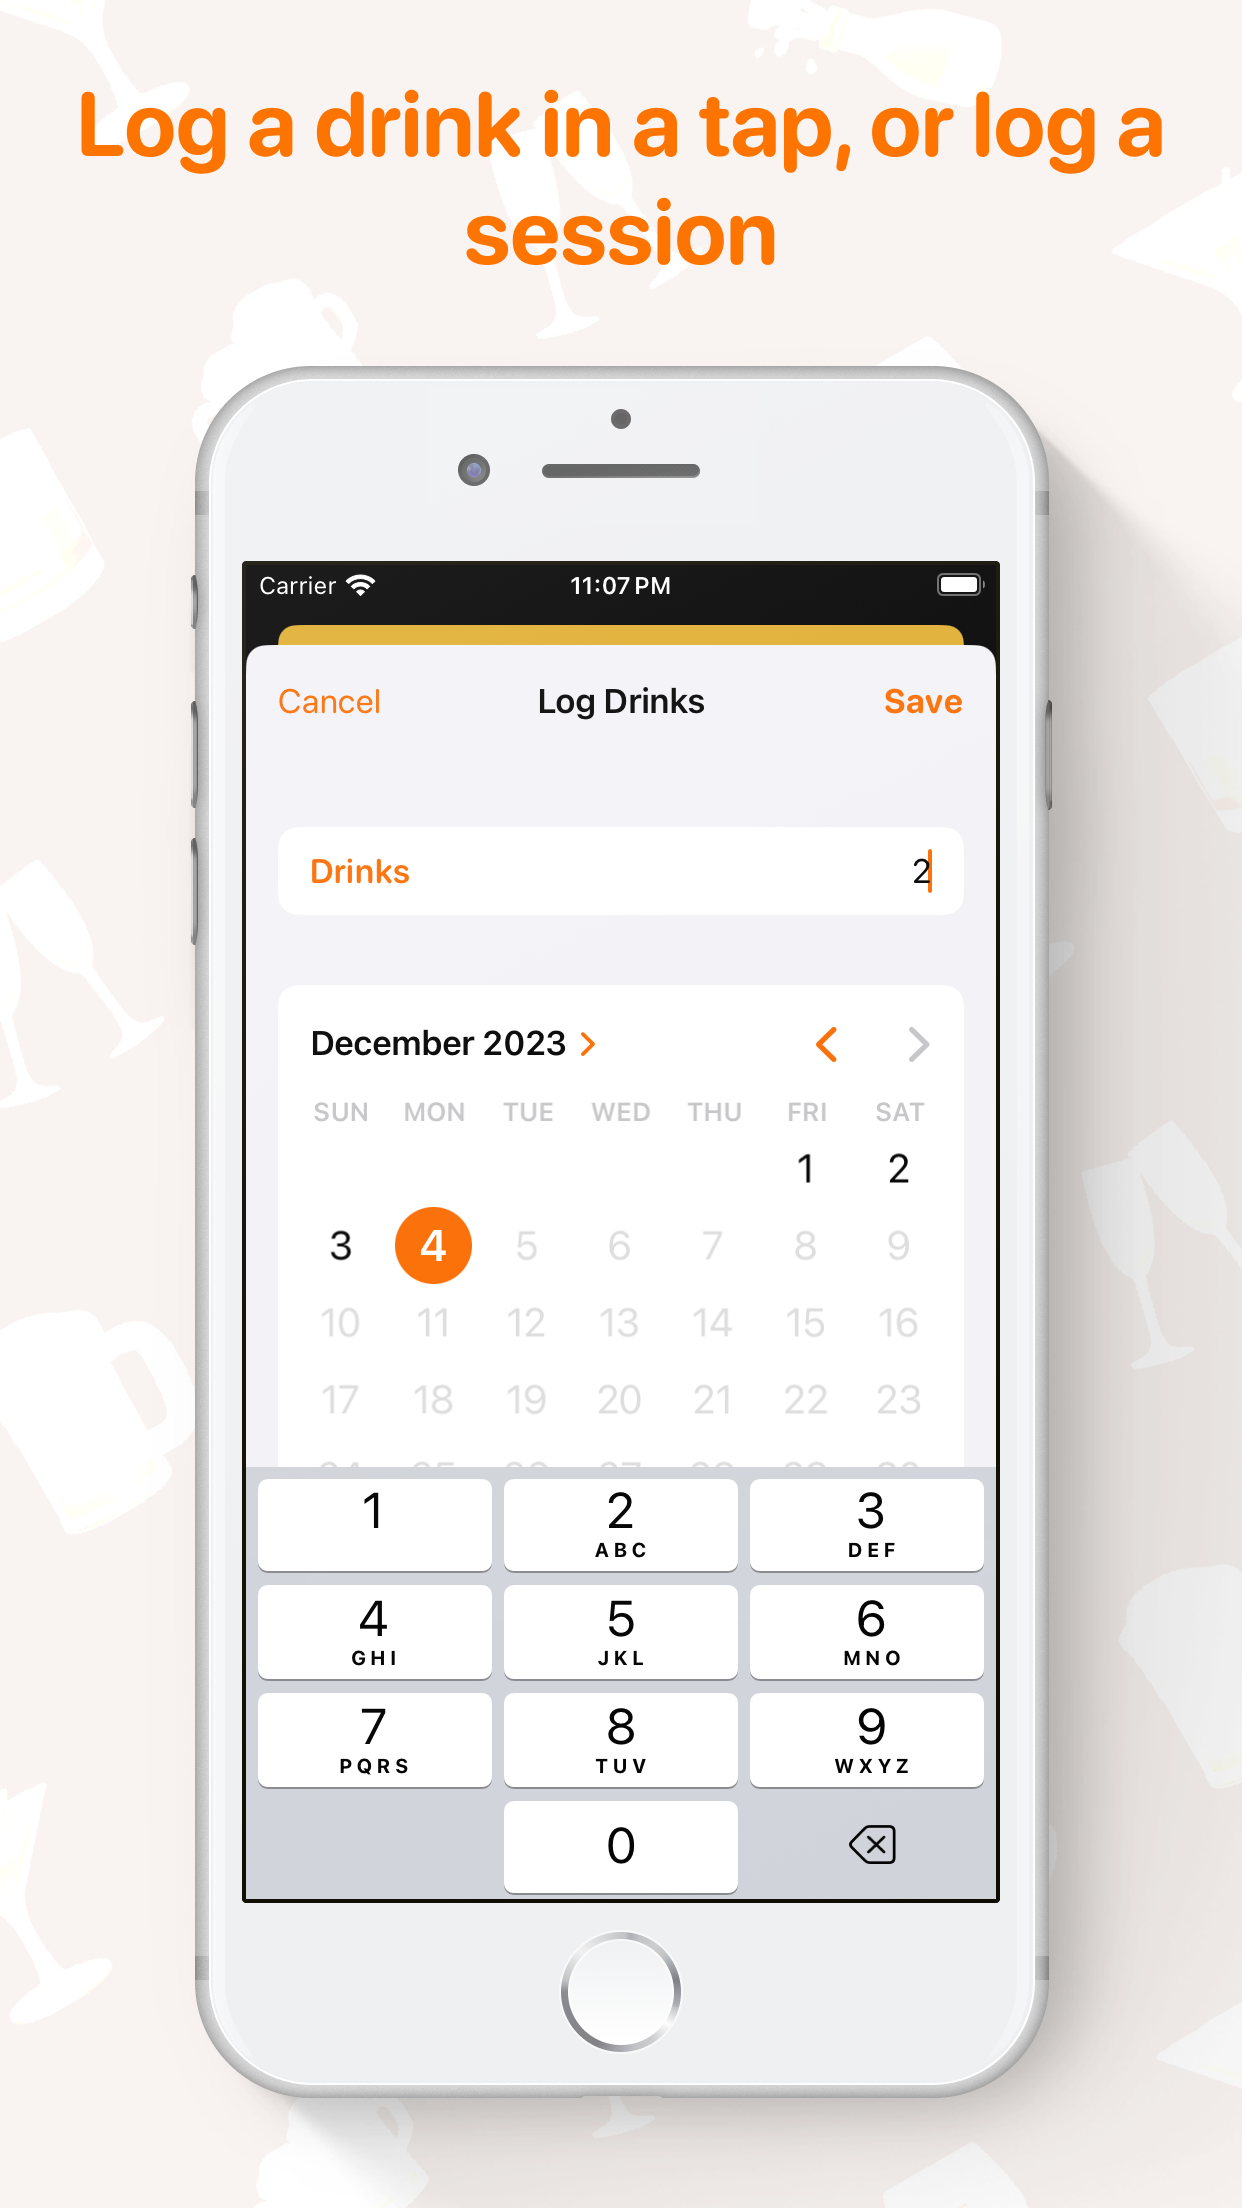 Log a drink in a tap, or log a
session
Carrier 11:07 PM
Cancel Log Drinks Save
Drinks 2
December 2023
SUN MON TUE WED THU FRI SAT
1 2
3 4 5 6 7 8 9
10 11 12 13 14 15 16
17 18 19 20 21 22 23
1 2 3
ABC DEF
4 5 6
GHI JKL MNO
7 8 9
PQRS TUV WXYZ
0